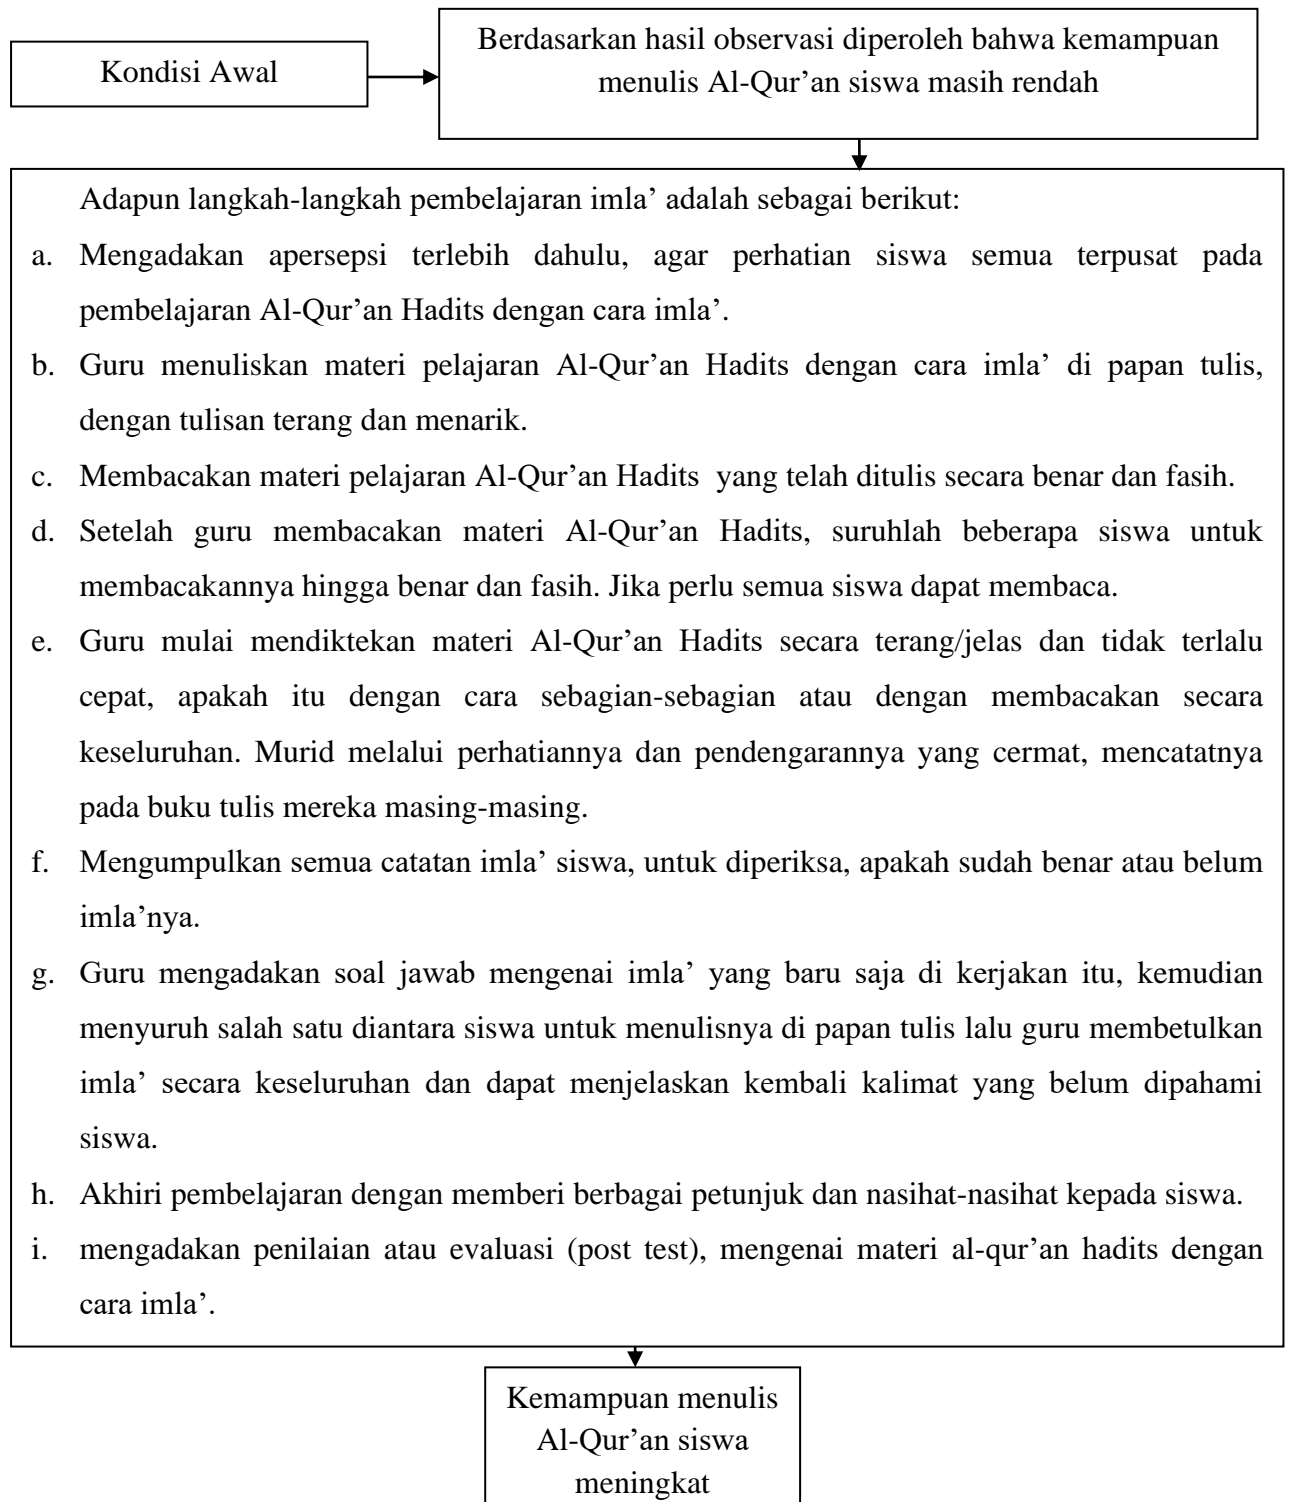 Kondisi Awal
Berdasarkan hasil observasi diperoleh bahwa kemampuan
menulis Al-Qur’an siswa masih rendah
Adapun langkah-langkah pembelajaran imla’ adalah sebagai berikut:
a. Mengadakan apersepsi terlebih dahulu, agar perhatian siswa semua terpusat pada
pembelajaran Al-Qur’an Hadits dengan cara imla’.
b. Guru menuliskan materi pelajaran Al-Qur’an Hadits dengan cara imla’ di papan tulis,
dengan tulisan terang dan menarik.
c. Membacakan materi pelajaran Al-Qur’an Hadits yang telah ditulis secara benar dan fasih.
d. Setelah guru membacakan materi Al-Qur’an Hadits, suruhlah beberapa siswa untuk
membacakannya hingga benar dan fasih. Jika perlu semua siswa dapat membaca.
e. Guru mulai mendiktekan materi Al-Qur’an Hadits secara terang/jelas dan tidak terlalu
cepat, apakah itu dengan cara sebagian-sebagian atau dengan membacakan secara
keseluruhan. Murid melalui perhatiannya dan pendengarannya yang cermat, mencatatnya
pada buku tulis mereka masing-masing.
f. Mengumpulkan semua catatan imla’ siswa, untuk diperiksa, apakah sudah benar atau belum
imla’nya.
g. Guru mengadakan soal jawab mengenai imla’ yang baru saja di kerjakan itu, kemudian
menyuruh salah satu diantara siswa untuk menulisnya di papan tulis lalu guru membetulkan
imla’ secara keseluruhan dan dapat menjelaskan kembali kalimat yang belum dipahami
siswa.
h. Akhiri pembelajaran dengan memberi berbagai petunjuk dan nasihat-nasihat kepada siswa.
i. mengadakan penilaian atau evaluasi (post test), mengenai materi al-qur’an hadits dengan
cara imla’.
Kemampuan menulis
Al-Qur’an siswa
meningkat